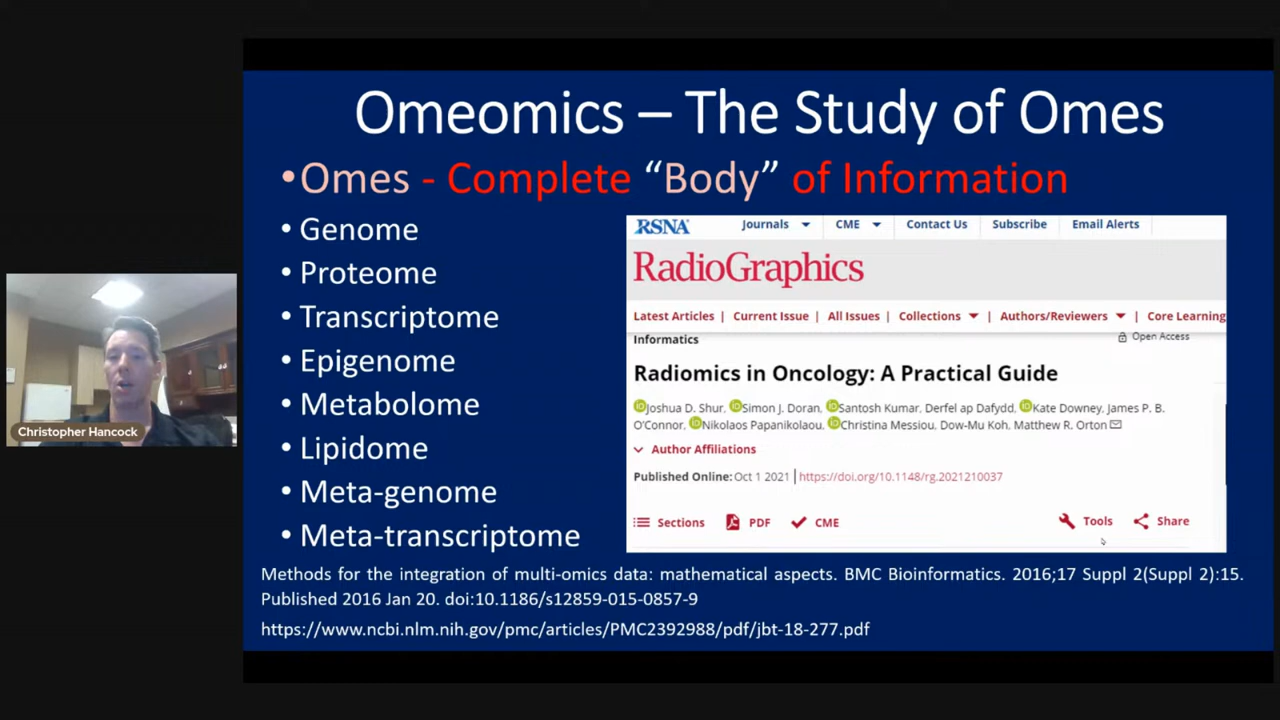 Omeomics – The Study of Omes
•Omes - Complete “Body” of Information
• Genome
• Proteome
• Transcriptome
• Epigenome
• Metabolome
• Lipidome
• Meta-genome
• Meta-transcriptome
RSNA Journals CME Contact Us Subscribe Email Alerts
RadioGraphics
Latest Articles | Current Issue | All Issues | Collections | Authors/Reviewers | Core Learning
Informatics
Open Access
Radiomics in Oncology: A Practical Guide
Joshua D. Shur, Simon J. Doran, Santosh Kumar, Derfel ap Dafydd, Kate Downey, James P. B.
O'Connor, Nikolaos Papanikolaou, Christina Messiou, Dow-Mu Koh, Matthew R. Orton
Author Affiliations
Published Online: Oct 1 2021 | https://doi.org/10.1148/rg.2021210037
Sections PDF CME Tools Share
Christopher Hancock
Methods for the integration of multi-omics data: mathematical aspects. BMC Bioinformatics. 2016;17 Suppl 2(Suppl 2):15.
Published 2016 Jan 20. doi:10.1186/s12859-015-0857-9
https://www.ncbi.nlm.nih.gov/pmc/articles/PMC2392988/pdf/jbt-18-277.pdf